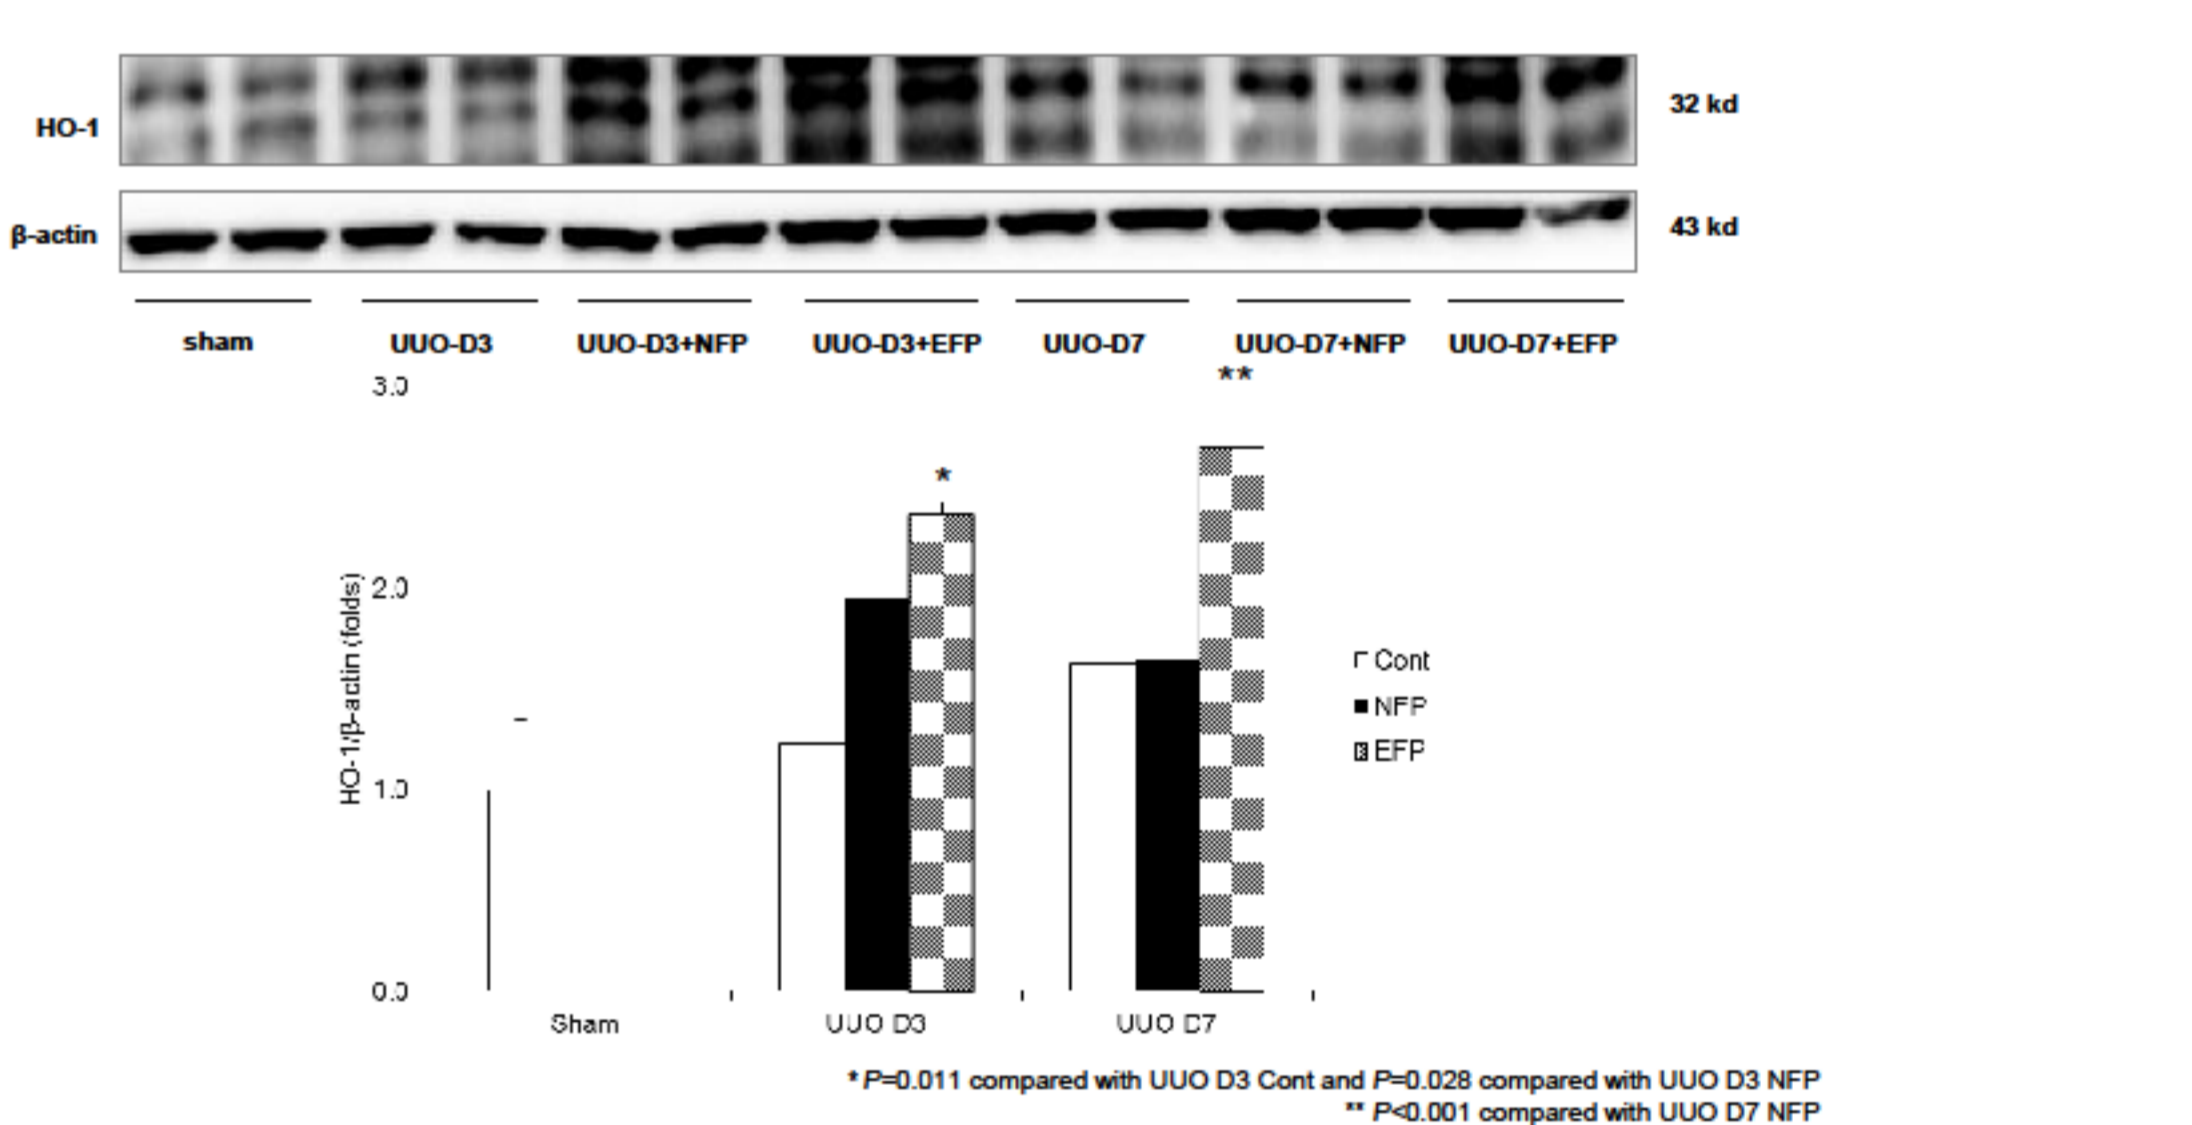 HO-1
32 kd
β-actin
43 kd
sham UUO-D3 UUO-D3+NFP UUO-D3+EFP UUO-D7 UUO-D7+NFP UUO-D7+EFP
3.0
**
*
2.0
HO-1/β-actin (folds)
1.0
0.0
Cont
NFP
EFP
Sham UUO D3 UUO D7
* P=0.011 compared with UUO D3 Cont and P=0.028 compared with UUO D3 NFP
** P<0.001 compared with UUO D7 NFP